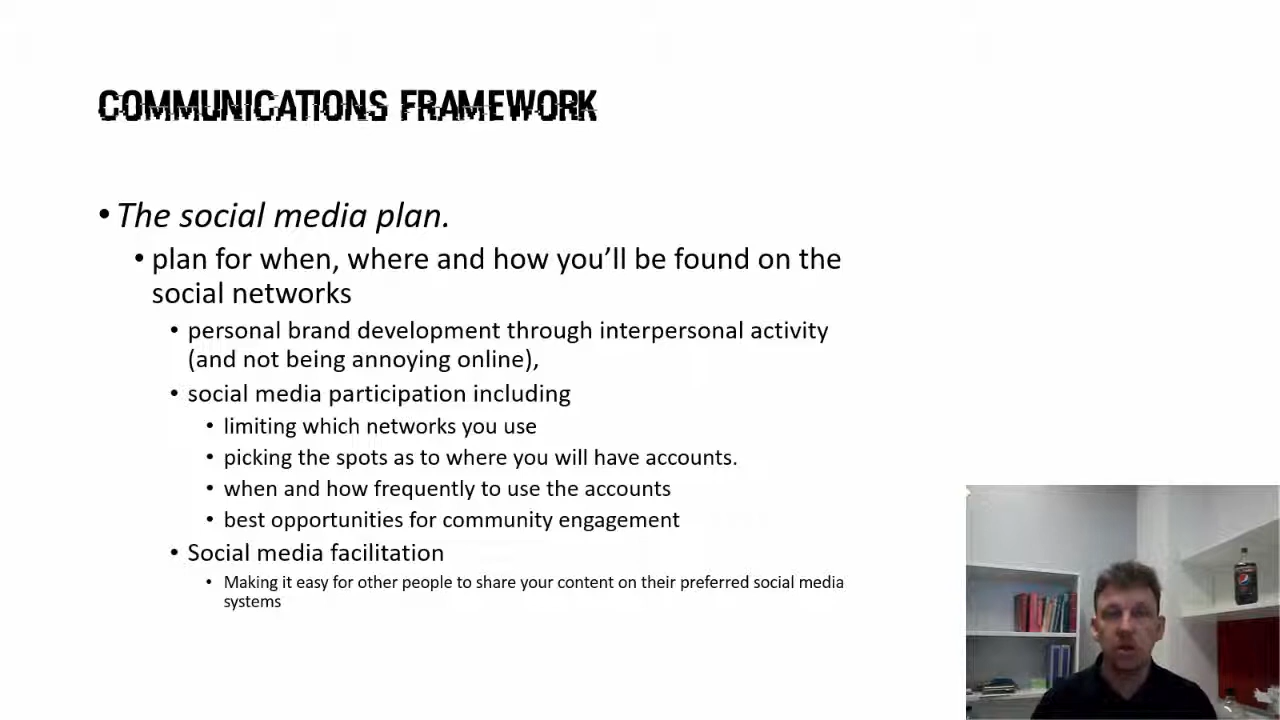 COMMUNICATIONS FRAMEWORK
• The social media plan.
• plan for when, where and how you’ll be found on the
social networks
• personal brand development through interpersonal activity
(and not being annoying online),
• social media participation including
• limiting which networks you use
• picking the spots as to where you will have accounts.
• when and how frequently to use the accounts
• best opportunities for community engagement
• Social media facilitation
• Making it easy for other people to share your content on their preferred social media
systems